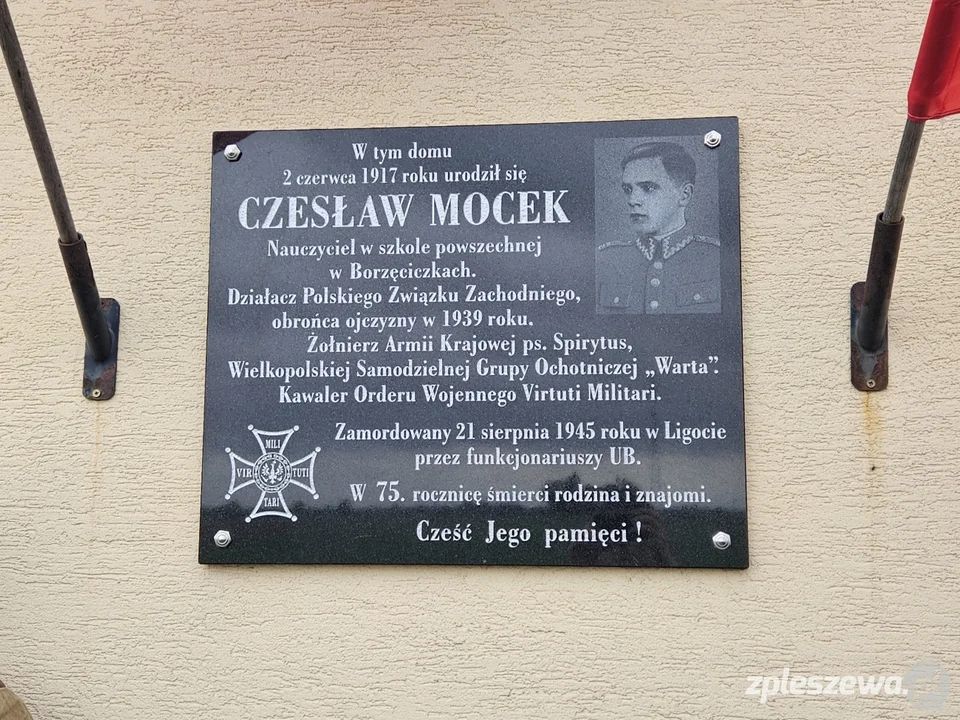 W tym domu
2 czerwca 1917 roku urodził się
CZESŁAW MOCEK
Nauczyciel w szkole powszechnej
w Borzęciczkach.
Działacz Polskiego Związku Zachodniego,
obrońca ojczyzny w 1939 roku.
Żołnierz Armii Krajowej ps. Spirytus,
Wielkopolskiej Samodzielnej Grupy Ochotniczej „Warta”.
Kawaler Orderu Wojennego Virtuti Militari.
Zamordowany 21 sierpnia 1945 roku w Ligocie
przez funkcjonariuszy UB.
MILI
VIR TUTI
TARI
W 75. rocznicę śmierci rodzina i znajomi.
Cześć Jego pamięci !
zpleszewa.